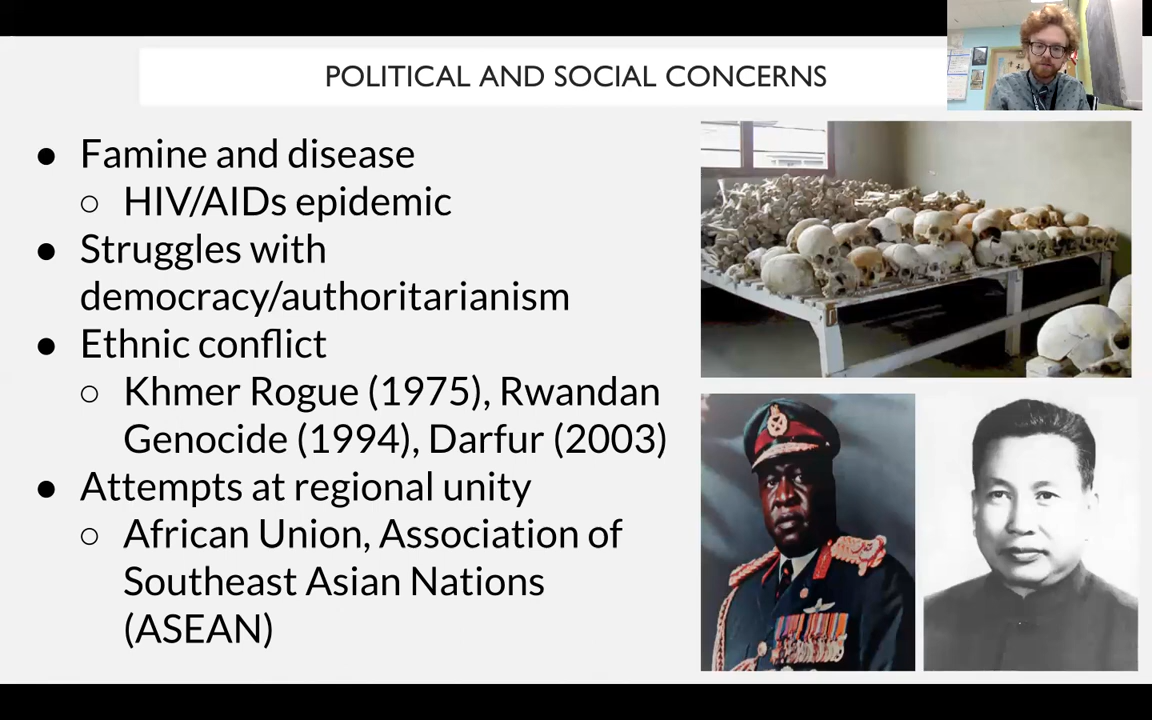 POLITICAL AND SOCIAL CONCERNS
● Famine and disease
○ HIV/AIDs epidemic
● Struggles with
democracy/authoritarianism
● Ethnic conflict
○ Khmer Rogue (1975), Rwandan
Genocide (1994), Darfur (2003)
● Attempts at regional unity
○ African Union, Association of
Southeast Asian Nations
(ASEAN)